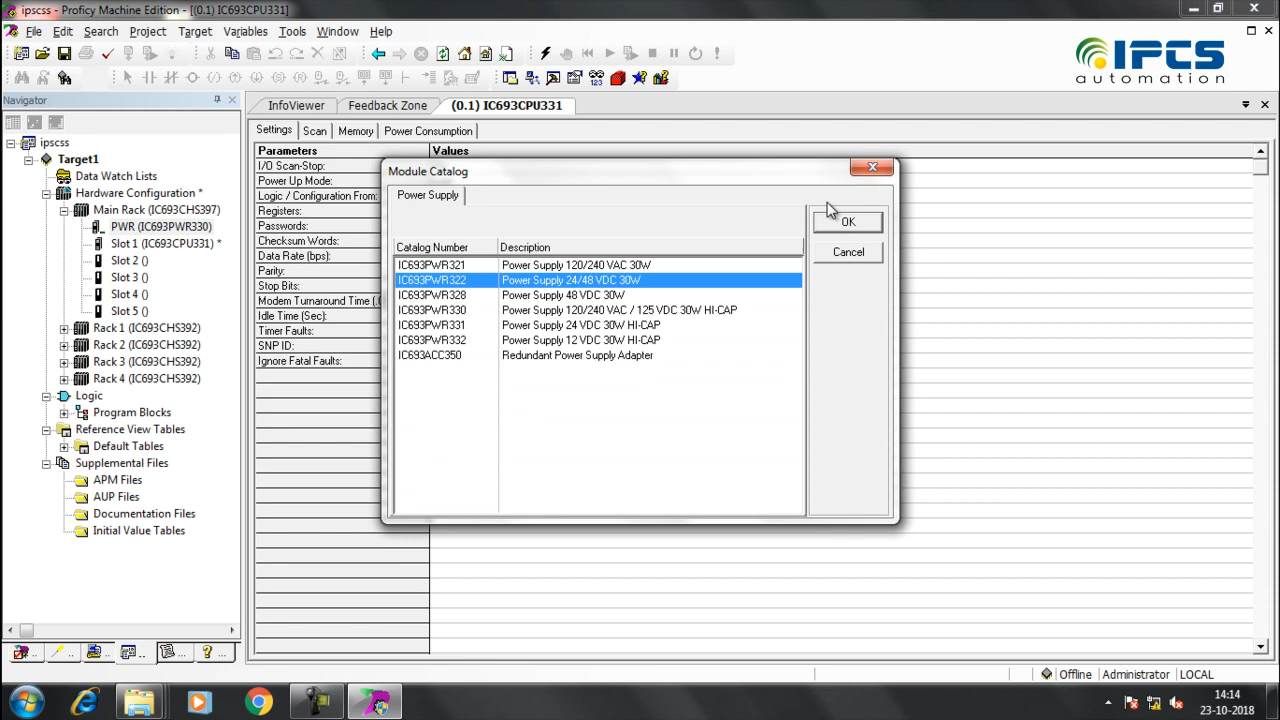 ipscss - Proficy Machine Edition - [(0.1) IC693CPU331]
File Edit Search Project Target Variables Tools Window Help
IPCS
automation
Navigator
InfoViewer Feedback Zone (0.1) IC693CPU331
Settings Scan Memory Power Consumption
Parameters Values
I/O Scan-Stop:
Power Up Mode:
Logic / Configuration From:
Registers:
Passwords:
Checksum Words:
Data Rate (bps):
Parity:
Stop Bits:
Modem Turnaround Time (.
Idle Time (Sec):
Timer Faults:
SNP ID:
Ignore Fatal Faults:
ipscss
Target1
Data Watch Lists
Hardware Configuration *
Main Rack (IC693CHS397)
PWR (IC693PWR330)
Slot 1 (IC693CPU331) *
Slot 2 ()
Slot 3 ()
Slot 4 ()
Slot 5 ()
Rack 1 (IC693CHS392)
Rack 2 (IC693CHS392)
Rack 3 (IC693CHS392)
Rack 4 (IC693CHS392)
Logic
Program Blocks
Reference View Tables
Default Tables
Supplemental Files
APM Files
AUP Files
Documentation Files
Initial Value Tables
Module Catalog
Power Supply
OK
Cancel
Catalog Number Description
IC693PWR321 Power Supply 120/240 VAC 30W
IC693PWR322 Power Supply 24/48 VDC 30W
IC693PWR328 Power Supply 48 VDC 30W
IC693PWR330 Power Supply 120/240 VAC / 125 VDC 30W HI-CAP
IC693PWR331 Power Supply 24 VDC 30W HI-CAP
IC693PWR332 Power Supply 12 VDC 30W HI-CAP
IC693ACC350 Redundant Power Supply Adapter
Offline Administrator LOCAL
14:14
23-10-2018